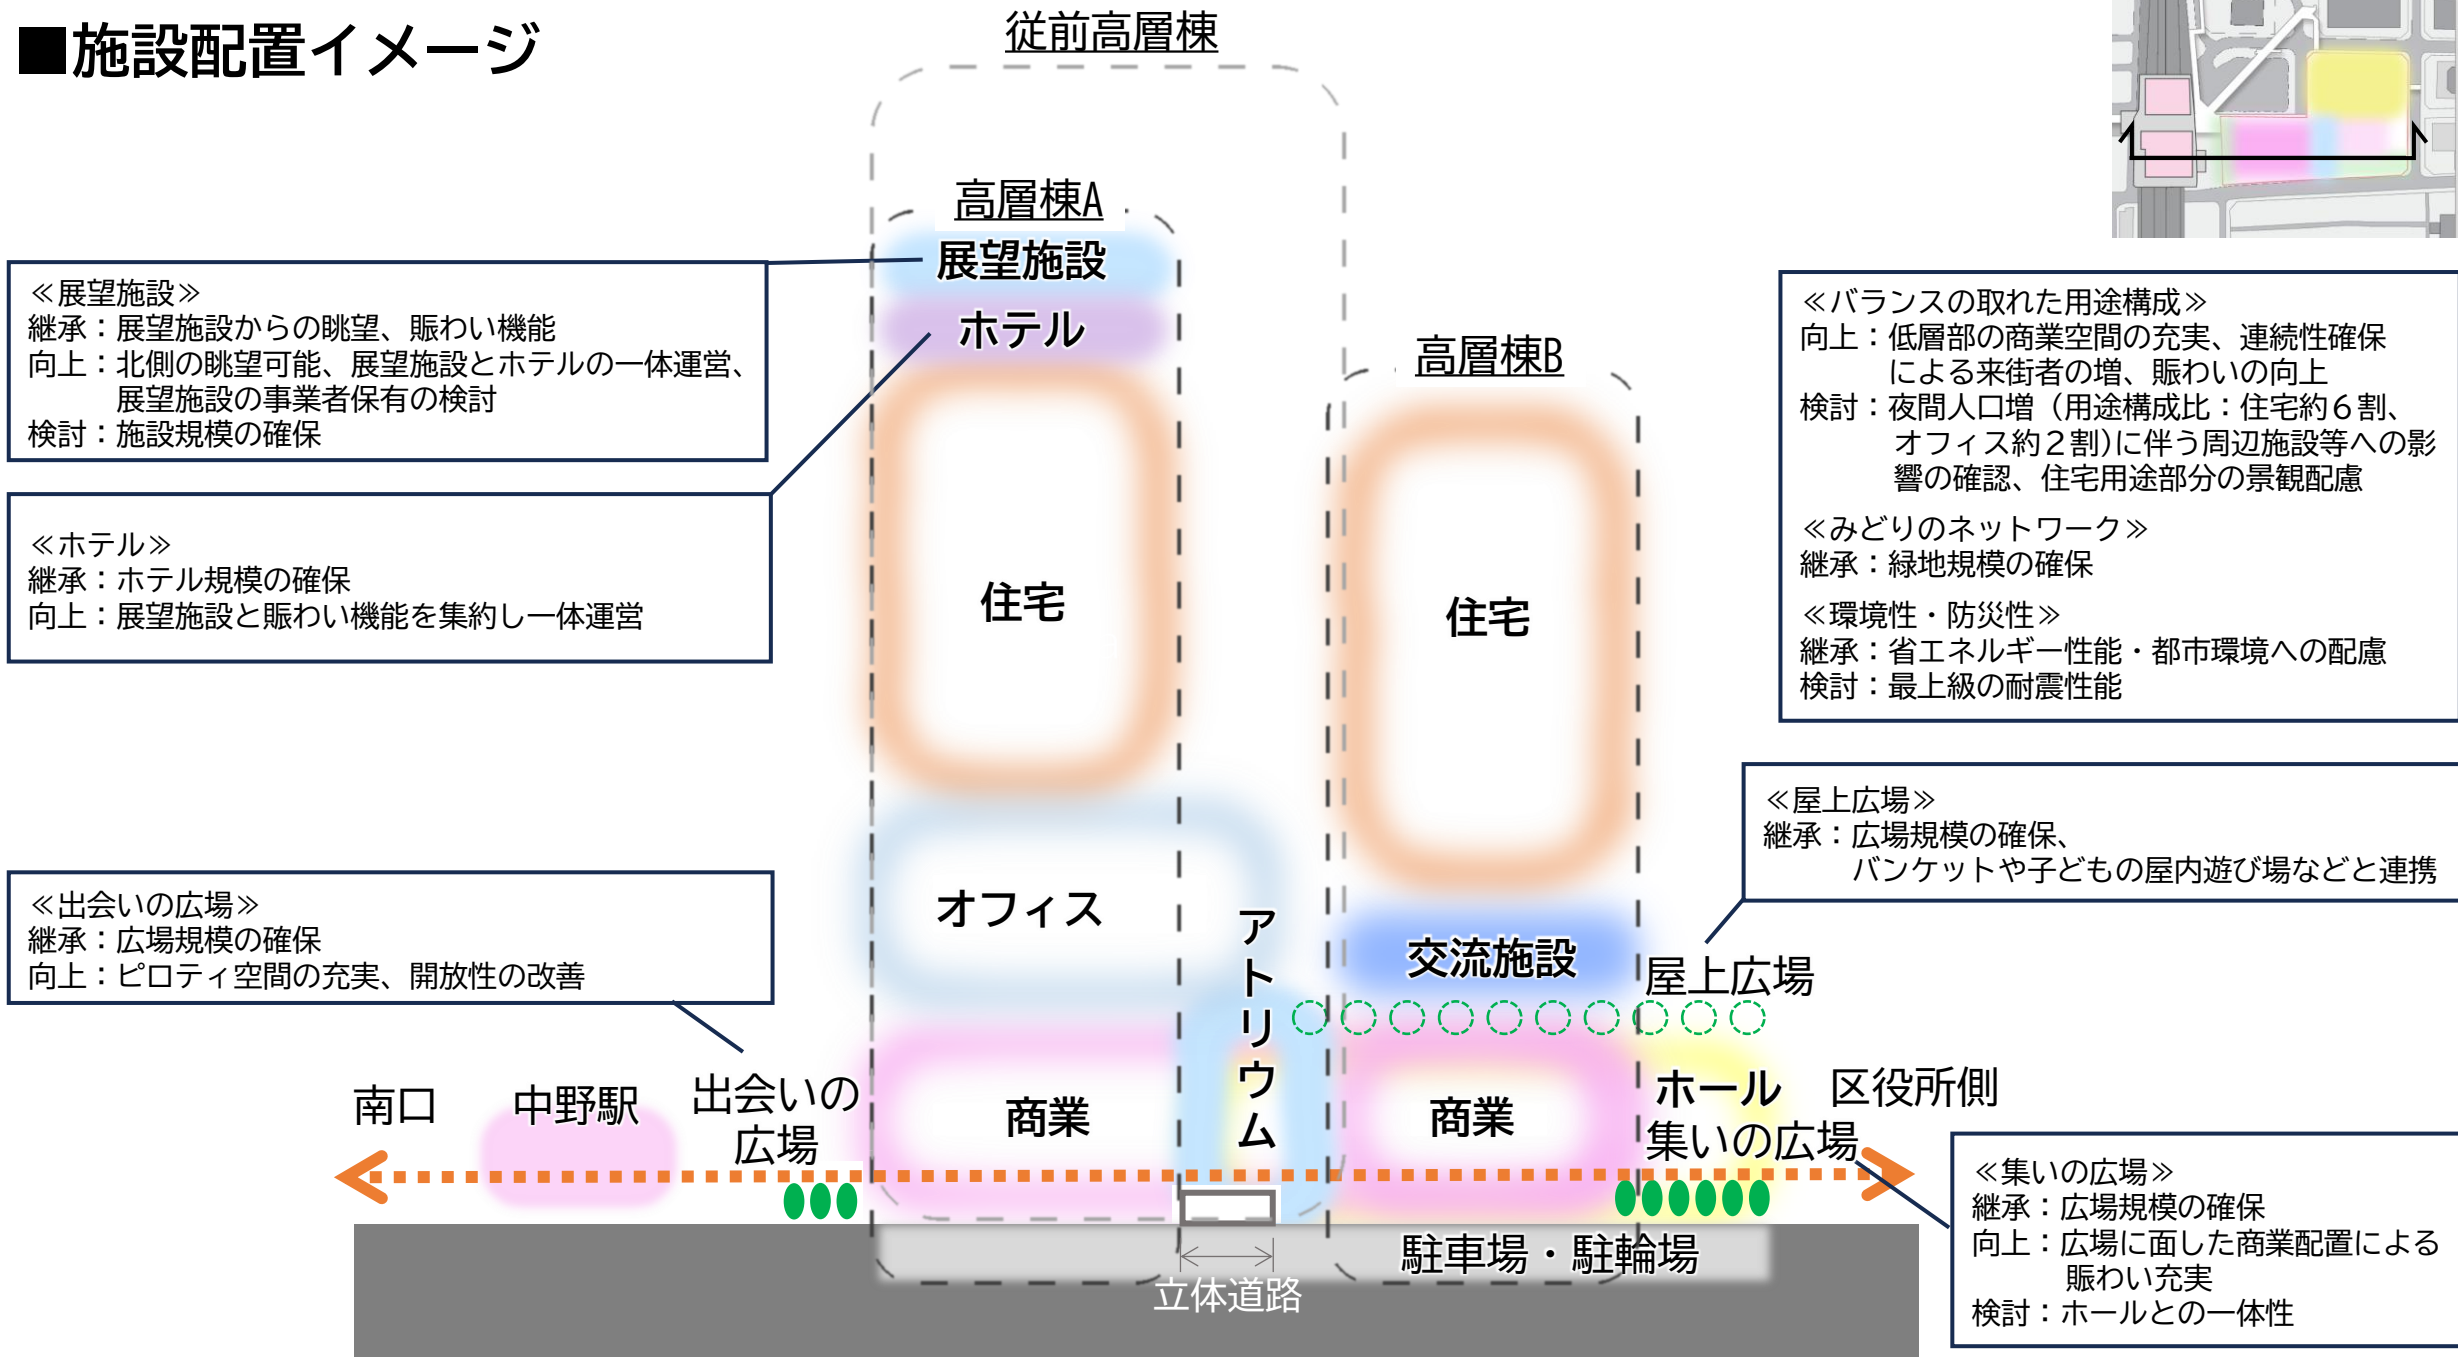 ■施設配置イメージ
従前高層棟
高層棟A
展望施設
ホテル
住宅
オフィス
商業
アトリウム
高層棟B
住宅
交流施設
商業
屋上広場
ホール
集いの広場
区役所側
南口
中野駅
出会いの
広場
駐車場・駐輪場
立体道路
≪展望施設≫
継承：展望施設からの眺望、賑わい機能
向上：北側の眺望可能、展望施設とホテルの一体運営、
展望施設の事業者保有の検討
検討：施設規模の確保
≪ホテル≫
継承：ホテル規模の確保
向上：展望施設と賑わい機能を集約し一体運営
≪出会いの広場≫
継承：広場規模の確保
向上：ピロティ空間の充実、開放性の改善
≪バランスの取れた用途構成≫
向上：低層部の商業空間の充実、連続性確保
による来街者の増、賑わいの向上
検討：夜間人口増（用途構成比：住宅約６割、
オフィス約２割)に伴う周辺施設等への影
響の確認、住宅用途部分の景観配慮
≪みどりのネットワーク≫
継承：緑地規模の確保
≪環境性・防災性≫
継承：省エネルギー性能・都市環境への配慮
検討：最上級の耐震性能
≪屋上広場≫
継承：広場規模の確保、
バンケットや子どもの屋内遊び場などと連携
≪集いの広場≫
継承：広場規模の確保
向上：広場に面した商業配置による
賑わい充実
検討：ホールとの一体性